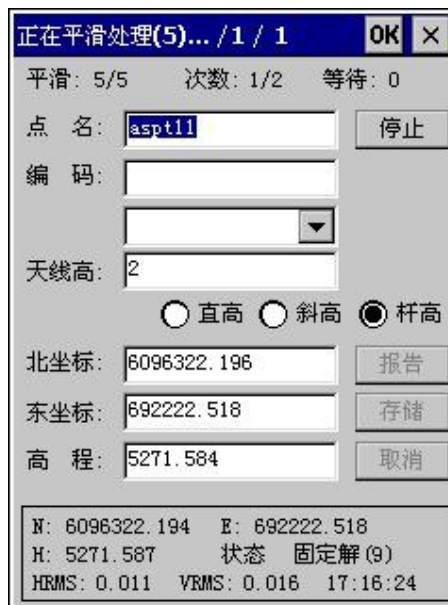 正在平滑处理(5)... /1 / 1 OK ×
平滑: 5/5 次数: 1/2 等待: 0
点 名: aspt11 停止
编 码:
天线高: 2
直高 斜高 杆高
北坐标: 6096322.196 报告
东坐标: 692222.518 存储
高 程: 5271.584 取消
N: 6096322.194 E: 692222.518
H: 5271.587 状态 固定解(9)
HRMS: 0.011 VRMS: 0.016 17:16:24